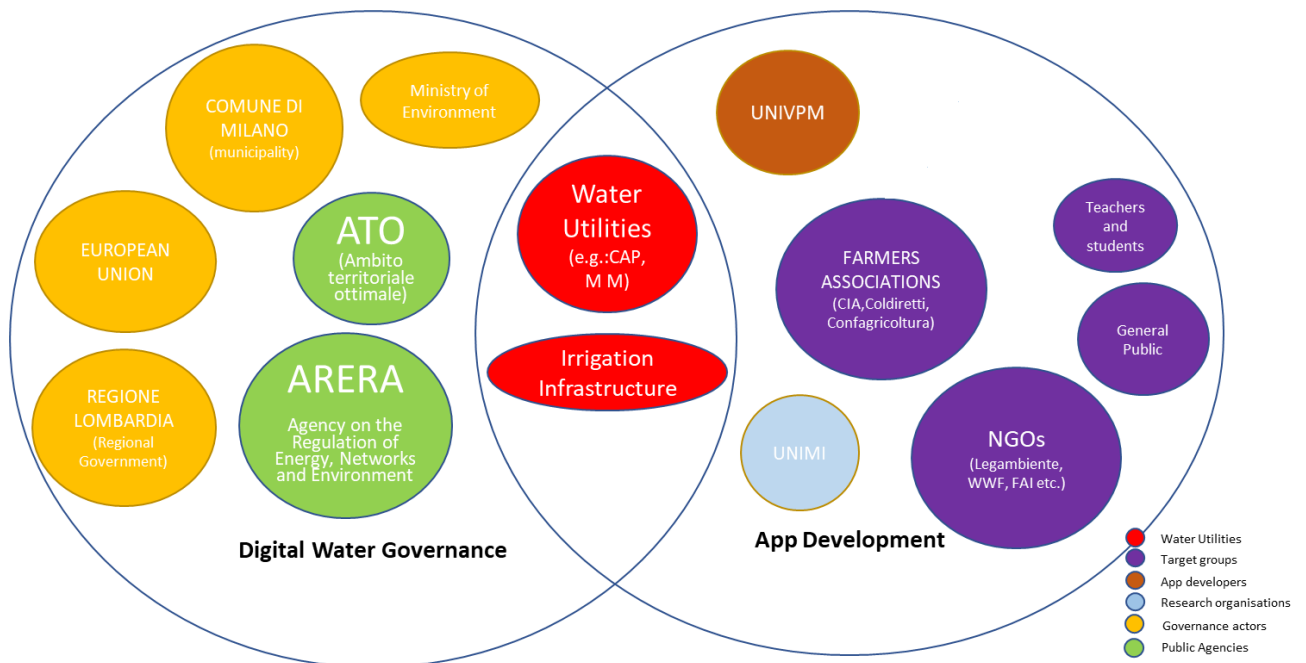 COMUNE DI
MILANO
(municipality)
Ministry of
Environment
EUROPEAN
UNION
ATO
(Ambito
territoriale
ottimale)
REGIONE
LOMBARDIA
(Regional
Government)
ARERA
Agency on the
Regulation of
Energy, Networks
and Environment
Digital Water Governance
Water
Utilities
(e.g.:CAP,
M M)
Irrigation
Infrastructure
UNIVPM
Teachers
and
students
FARMERS
ASSOCIATIONS
(CIA,Coldiretti,
Confagricoltura)
General
Public
UNIMI
NGOs
(Legambiente,
WWF, FAI etc.)
App Development
Water Utilities
Target groups
App developers
Research organisations
Governance actors
Public Agencies